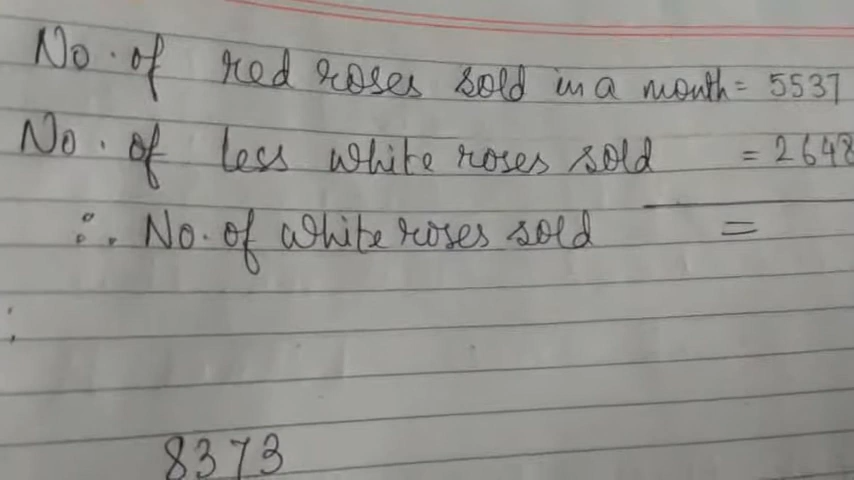 No. of red roses sold in a month = 5537
No. of less white roses sold = 2648
∴ No. of white roses sold =
8373